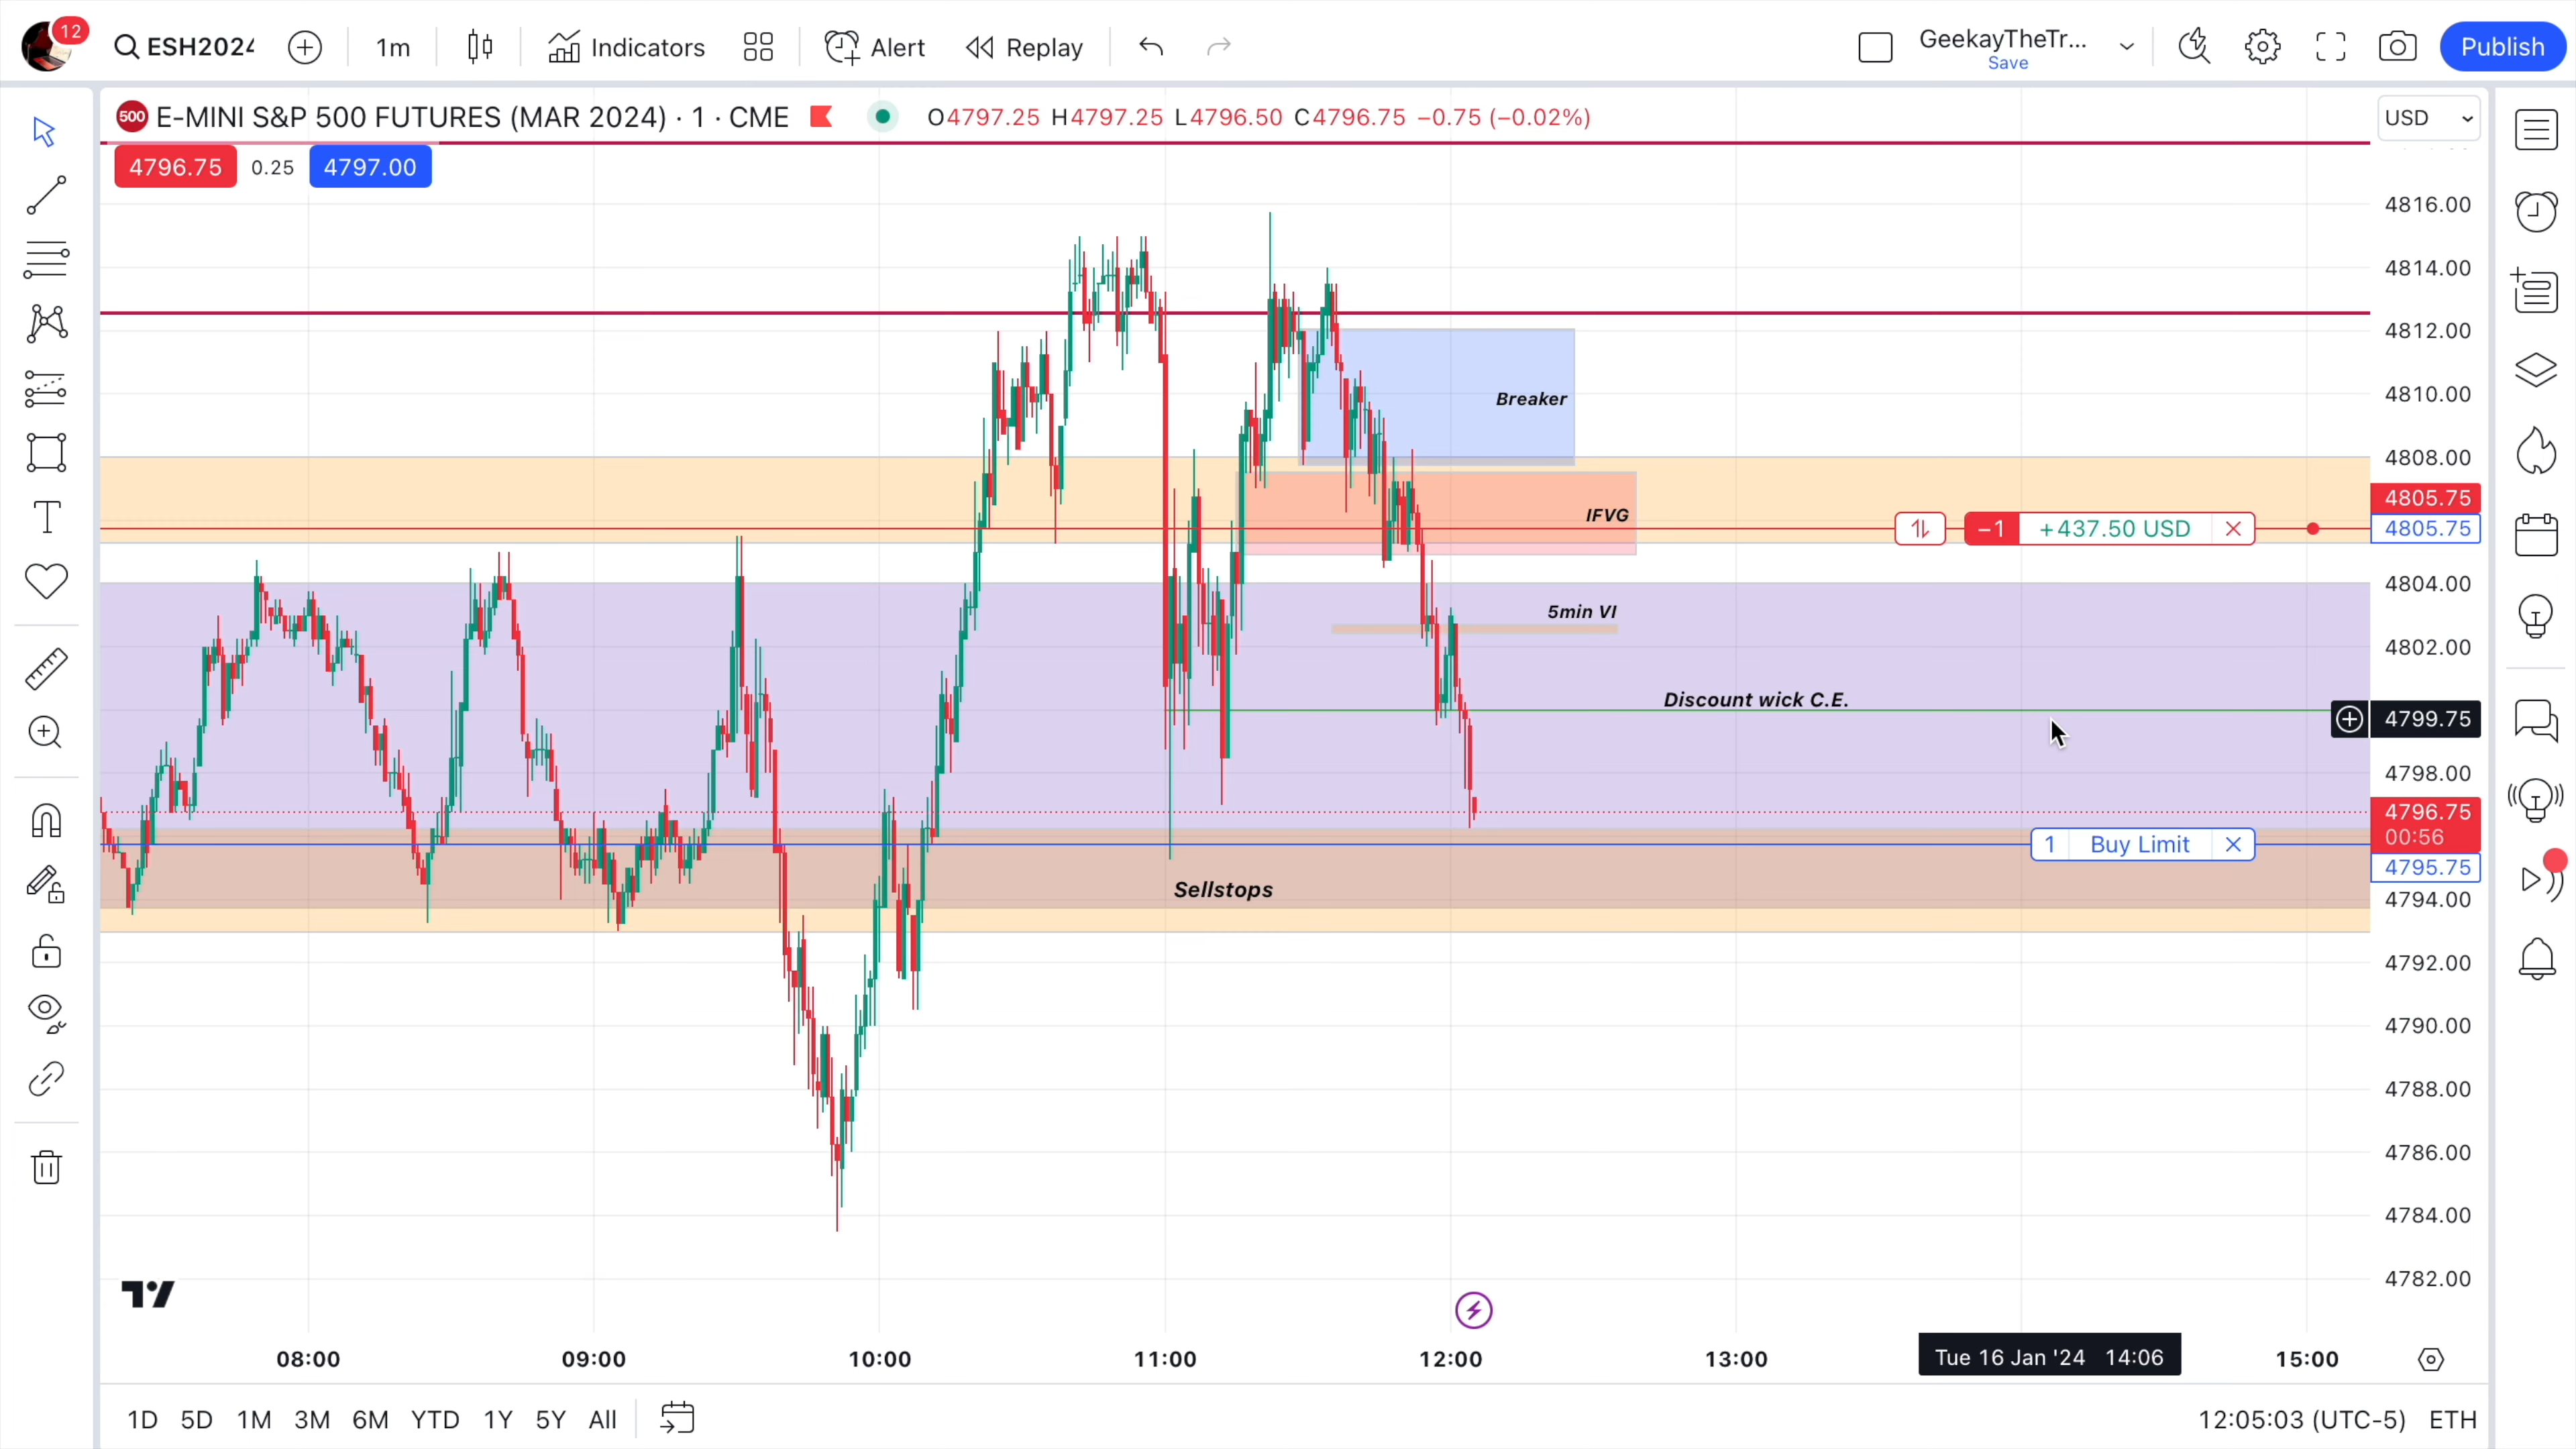 12
ESH2024
1m
Indicators
Alert
Replay
GeekayTheTr...
Save
Publish
500 E-MINI S&P 500 FUTURES (MAR 2024) · 1 · CME
O4797.25 H4797.25 L4796.50 C4796.75 −0.75 (−0.02%)
USD
4796.75 0.25 4797.00
4816.00
4814.00
4812.00
4810.00
Breaker
4808.00
4805.75
IFVG
−1 +437.50 USD
4805.75
4804.00
5min VI
4802.00
Discount wick C.E.
4799.75
4798.00
4796.75
00:56
1 Buy Limit
4795.75
Sellstops
4794.00
4792.00
4790.00
4788.00
4786.00
4784.00
4782.00
08:00 09:00 10:00 11:00 12:00 13:00 Tue 16 Jan '24 14:06 15:00
1D 5D 1M 3M 6M YTD 1Y 5Y All
12:05:03 (UTC-5) ETH